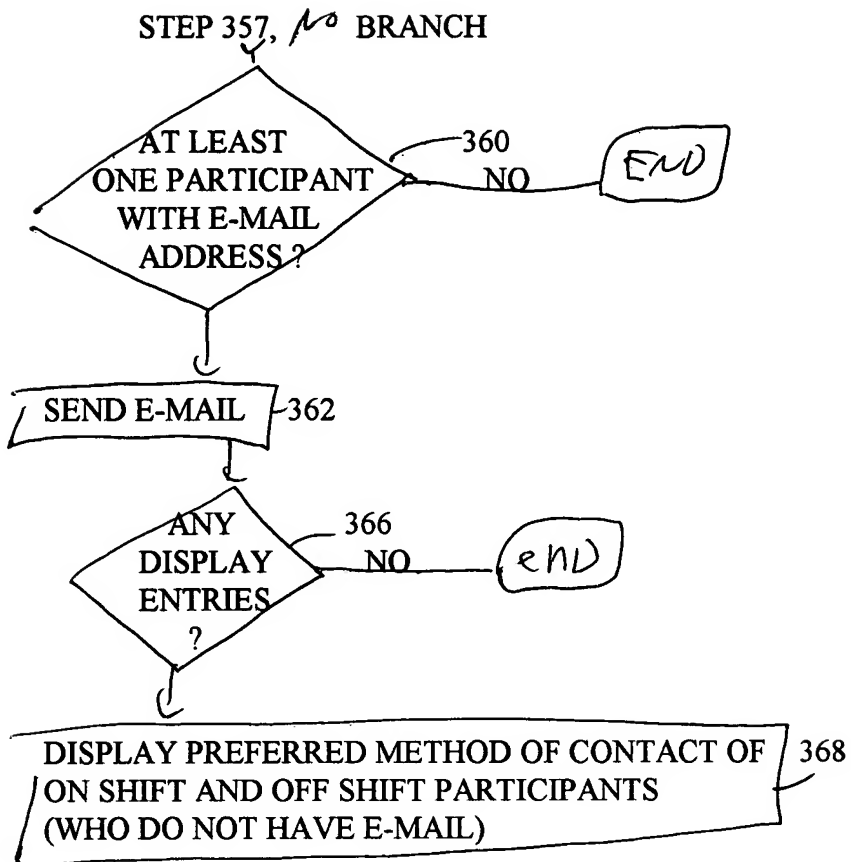 STEP 357, NO BRANCH
AT LEAST
ONE PARTICIPANT
WITH E-MAIL
ADDRESS ?
360
NO
END
SEND E-MAIL
362
ANY
DISPLAY
ENTRIES
?
366
NO
END
DISPLAY PREFERRED METHOD OF CONTACT OF
ON SHIFT AND OFF SHIFT PARTICIPANTS
(WHO DO NOT HAVE E-MAIL)
368